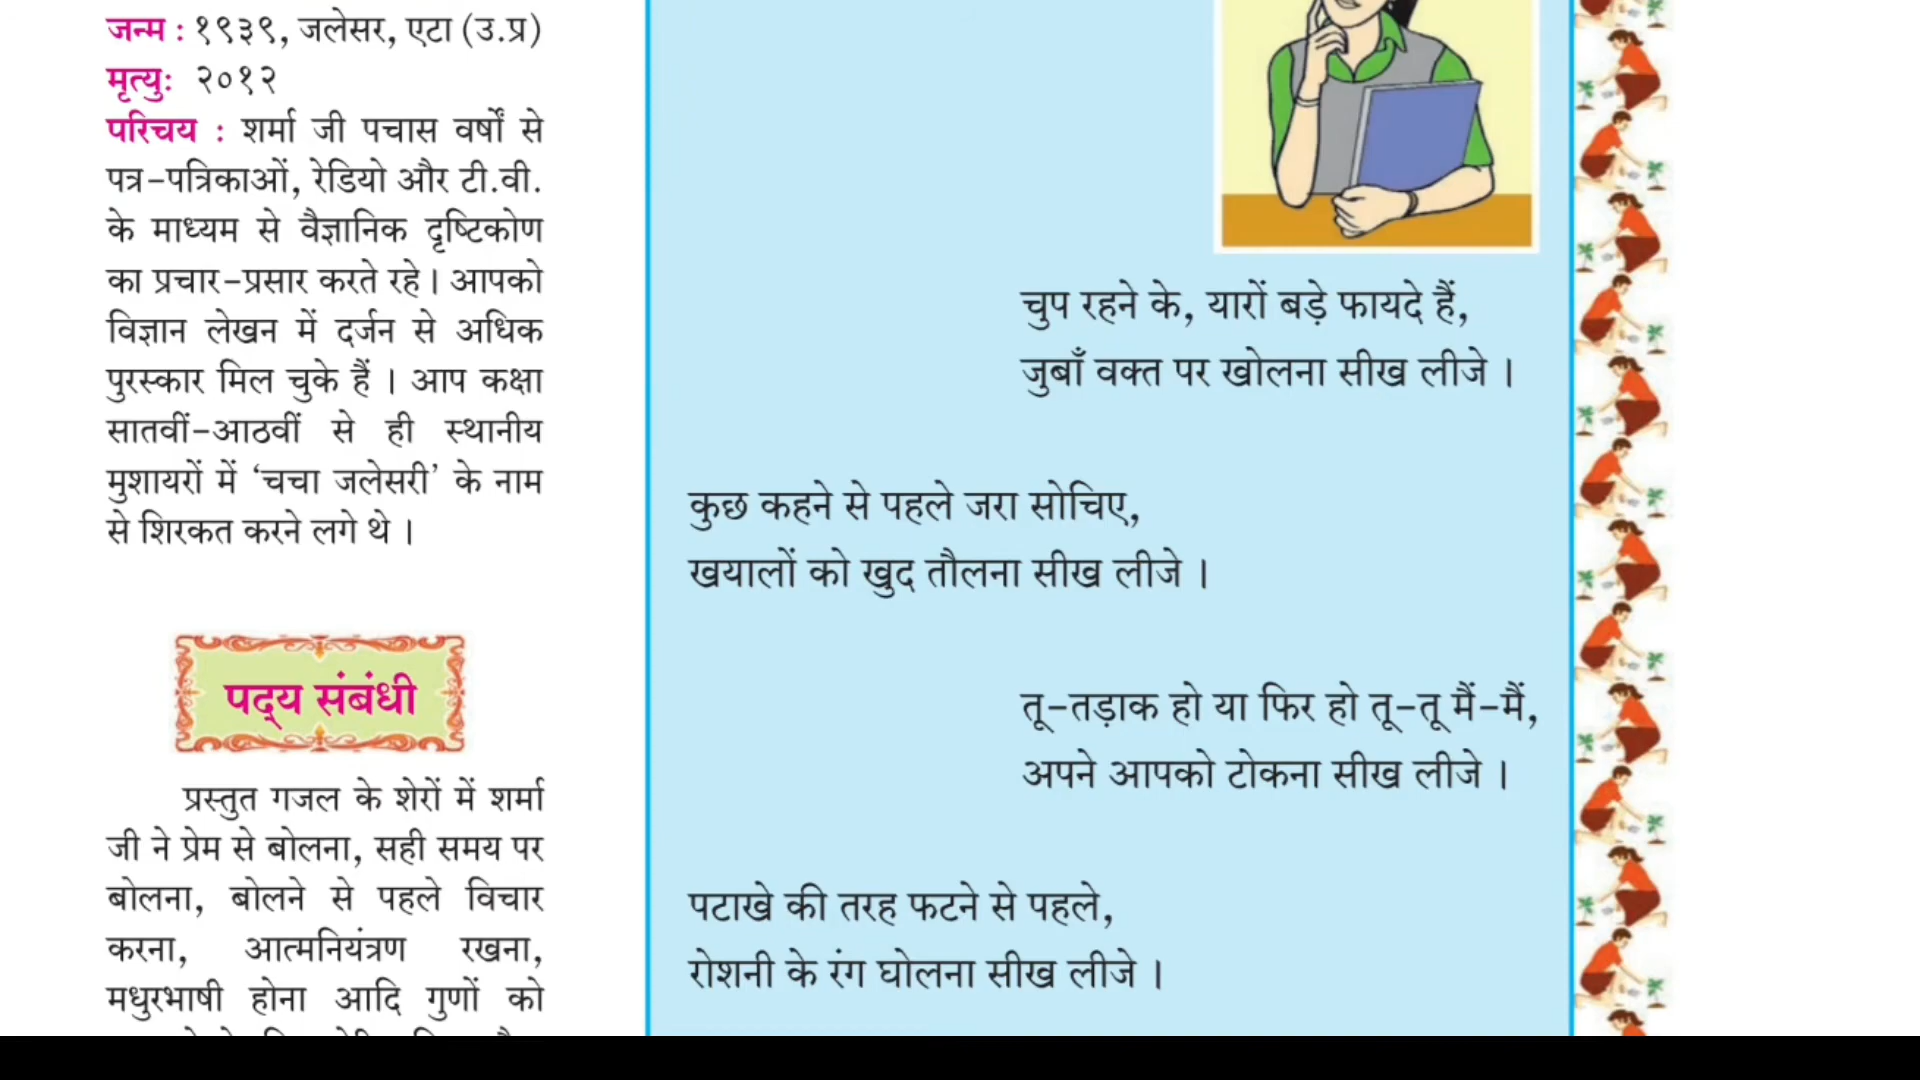 जन्म : १९३९, जलेसर, एटा (उ.प्र)
मृत्यु: २०१२
परिचय : शर्मा जी पचास वर्षों से
पत्र-पत्रिकाओं, रेडियो और टी.वी.
के माध्यम से वैज्ञानिक दृष्टिकोण
का प्रचार-प्रसार करते रहे । आपको
विज्ञान लेखन में दर्जन से अधिक
पुरस्कार मिल चुके हैं । आप कक्षा
सातवीं-आठवीं से ही स्थानीय
मुशायरों में ‘चचा जलेसरी’ के नाम
से शिरकत करने लगे थे ।
पद्‌य संबंधी
प्रस्तुत गजल के शेरों में शर्मा
जी ने प्रेम से बोलना, सही समय पर
बोलना, बोलने से पहले विचार
करना, आत्मनियंत्रण रखना,
मधुरभाषी होना आदि गुणों को
चुप रहने के, यारों बड़े फायदे हैं,
जुबाँ वक्त पर खोलना सीख लीजे ।
कुछ कहने से पहले जरा सोचिए,
खयालों को खुद तौलना सीख लीजे ।
तू-तड़ाक हो या फिर हो तू-तू मैं-मैं,
अपने आपको टोकना सीख लीजे ।
पटाखे की तरह फटने से पहले,
रोशनी के रंग घोलना सीख लीजे ।